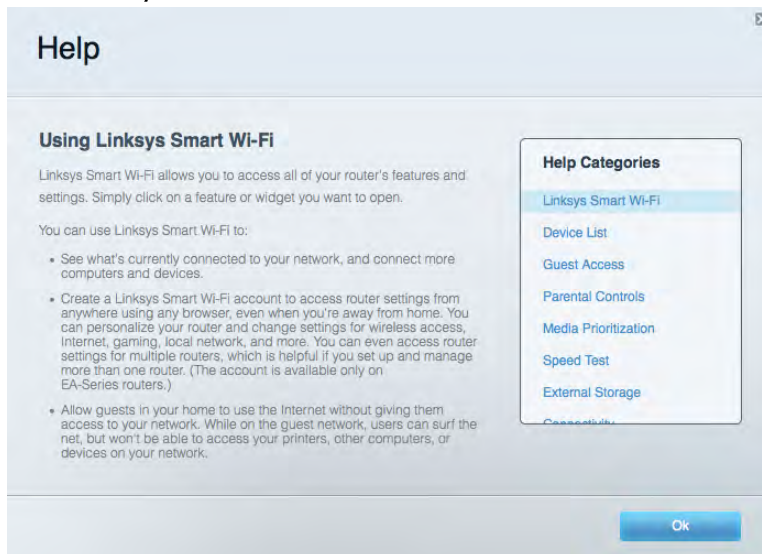 Help
Using Linksys Smart Wi-Fi
Linksys Smart Wi-Fi allows you to access all of your router's features and
settings. Simply click on a feature or widget you want to open.
You can use Linksys Smart Wi-Fi to:
• See what's currently connected to your network, and connect more
computers and devices.
• Create a Linksys Smart Wi-Fi account to access router settings from
anywhere using any browser, even when you're away from home. You
can personalize your router and change settings for wireless access,
Internet, gaming, local network, and more. You can even access router
settings for multiple routers, which is helpful if you set up and manage
more than one router. (The account is available only on
EA-Series routers.)
• Allow guests in your home to use the Internet without giving them
access to your network. While on the guest network, users can surf the
net, but won't be able to access your printers, other computers, or
devices on your network.
Help Categories
Linksys Smart Wi-Fi
Device List
Guest Access
Parental Controls
Media Prioritization
Speed Test
External Storage
Connectivity
Ok